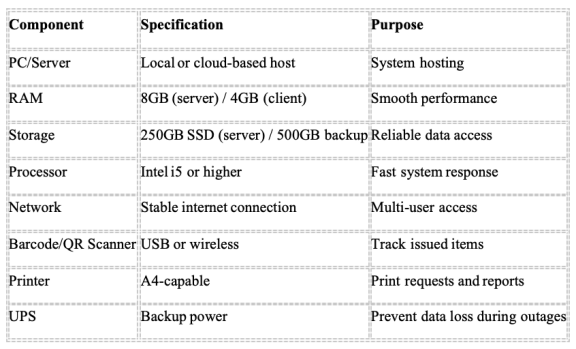 Component Specification Purpose
PC/Server Local or cloud-based host System hosting
RAM 8GB (server) / 4GB (client) Smooth performance
Storage 250GB SSD (server) / 500GB backup Reliable data access
Processor Intel i5 or higher Fast system response
Network Stable internet connection Multi-user access
Barcode/QR Scanner USB or wireless Track issued items
Printer A4-capable Print requests and reports
UPS Backup power Prevent data loss during outages